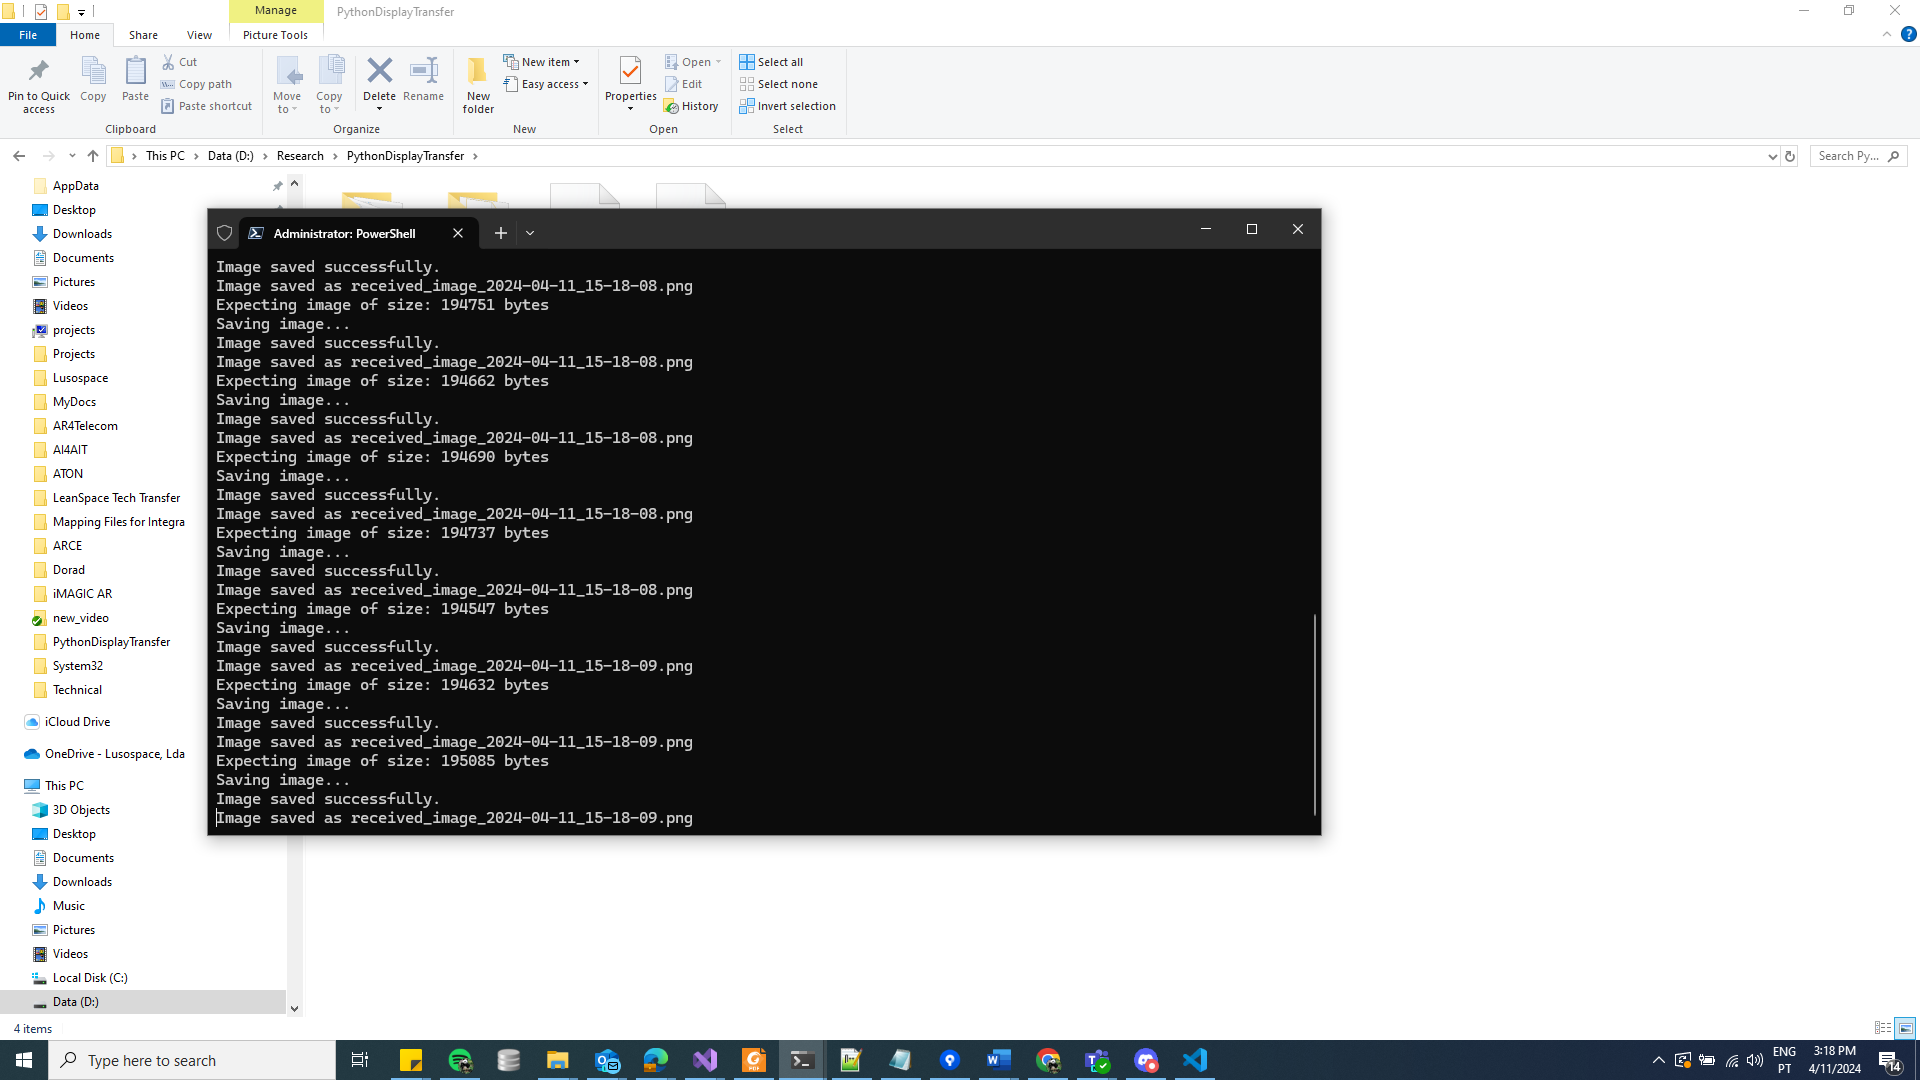 Manage
PythonDisplayTransfer
File
Home
Share
View
Picture Tools
Pin to Quick access
Copy
Paste
Cut
Copy path
Paste shortcut
Clipboard
Move to
Copy to
Delete
Rename
Organize
New folder
New item
Easy access
New
Properties
Open
Edit
History
Open
Select all
Select none
Invert selection
Select
This PC > Data (D:) > Research > PythonDisplayTransfer >
Search Py...
AppData
Desktop
Downloads
Documents
Pictures
Videos
projects
Projects
Lusospace
MyDocs
AR4Telecom
AI4AIT
ATON
LeanSpace Tech Transfer
Mapping Files for Integra
ARCE
Dorad
iMAGIC AR
new_video
PythonDisplayTransfer
System32
Technical
iCloud Drive
OneDrive - Lusospace, Lda
This PC
3D Objects
Desktop
Documents
Downloads
Music
Pictures
Videos
Local Disk (C:)
Data (D:)
4 items
Administrator: PowerShell
Image saved successfully.
Image saved as received_image_2024-04-11_15-18-08.png
Expecting image of size: 194751 bytes
Saving image...
Image saved successfully.
Image saved as received_image_2024-04-11_15-18-08.png
Expecting image of size: 194662 bytes
Saving image...
Image saved successfully.
Image saved as received_image_2024-04-11_15-18-08.png
Expecting image of size: 194690 bytes
Saving image...
Image saved successfully.
Image saved as received_image_2024-04-11_15-18-08.png
Expecting image of size: 194737 bytes
Saving image...
Image saved successfully.
Image saved as received_image_2024-04-11_15-18-08.png
Expecting image of size: 194547 bytes
Saving image...
Image saved successfully.
Image saved as received_image_2024-04-11_15-18-09.png
Expecting image of size: 194632 bytes
Saving image...
Image saved successfully.
Image saved as received_image_2024-04-11_15-18-09.png
Expecting image of size: 195085 bytes
Saving image...
Image saved successfully.
Image saved as received_image_2024-04-11_15-18-09.png
Type here to search
ENG
PT
3:18 PM
4/11/2024
14